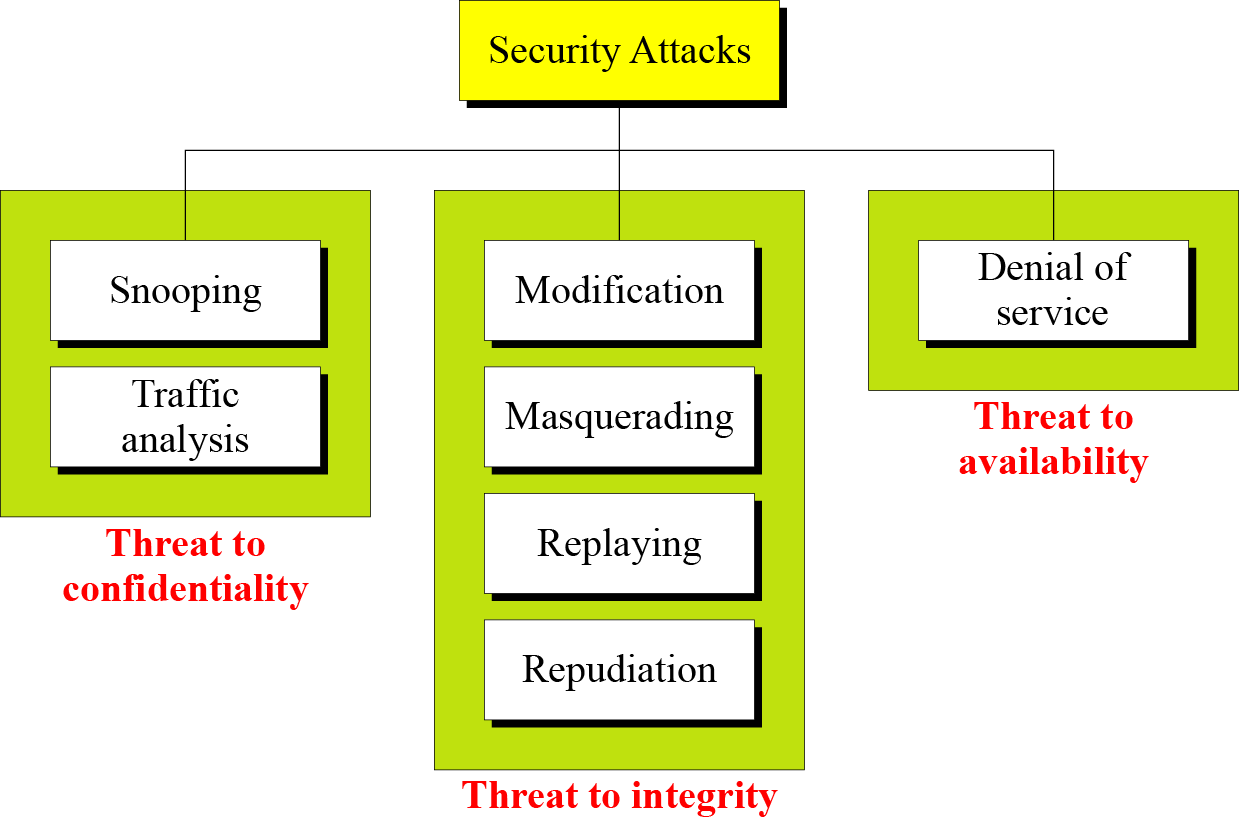 Security Attacks
Snooping
Traffic
analysis
Threat to
confidentiality
Modification
Masquerading
Replaying
Repudiation
Threat to integrity
Denial of
service
Threat to
availability